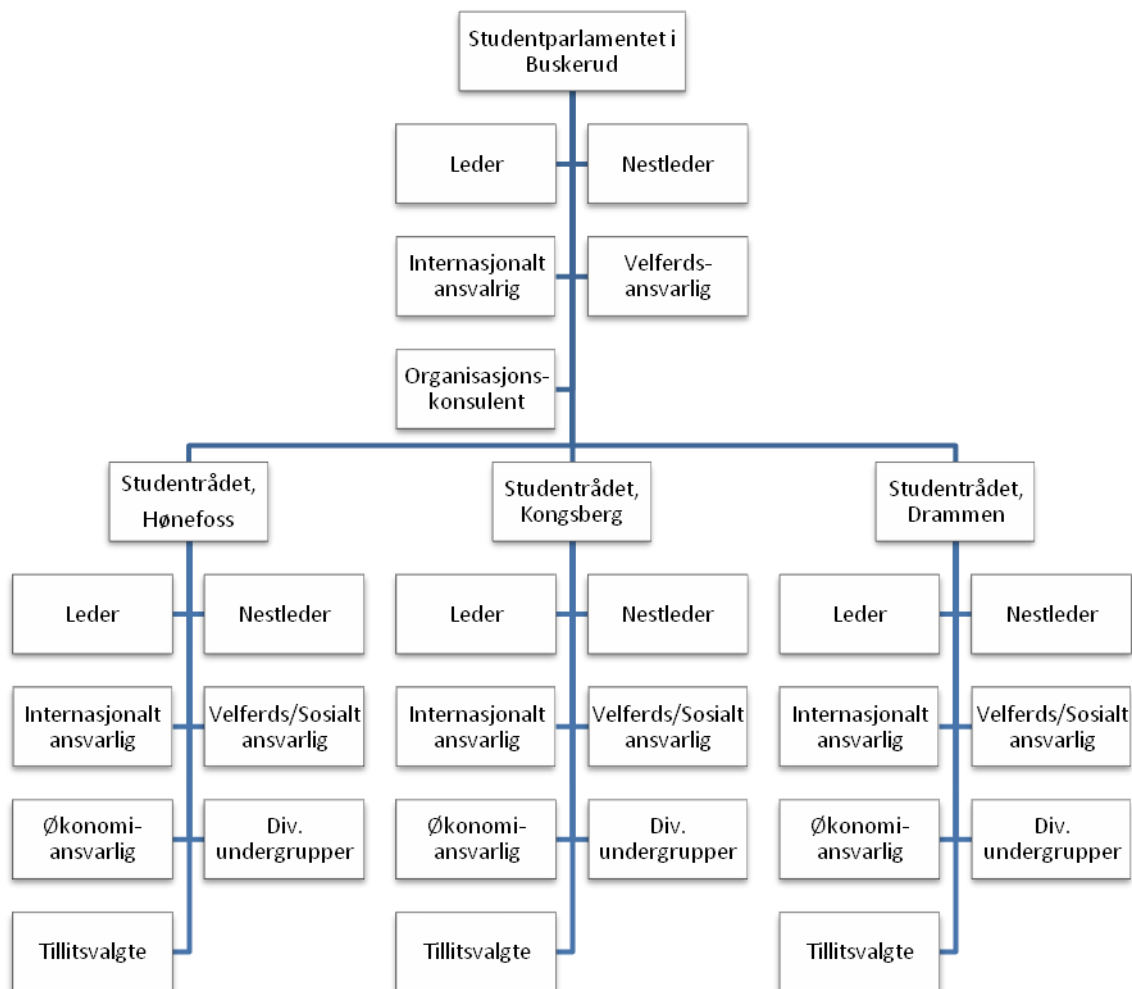 Studentparlamentet i
Buskerud
Leder
Nestleder
Internasjonalt
ansvalrig
Velferds-
ansvarlig
Organisasjons-
konsulent
Studentrådet,
Hønefoss
Leder
Nestleder
Internasjonalt
ansvarlig
Velferds/Sosialt
ansvarlig
Økonomi-
ansvarlig
Div.
undergrupper
Tillitsvalgte
Studentrådet,
Kongsberg
Leder
Nestleder
Internasjonalt
ansvarlig
Velferds/Sosialt
ansvarlig
Økonomi-
ansvarlig
Div.
undergrupper
Tillitsvalgte
Studentrådet,
Drammen
Leder
Nestleder
Internasjonalt
ansvarlig
Velferds/Sosialt
ansvarlig
Økonomi-
ansvarlig
Div.
undergrupper
Tillitsvalgte